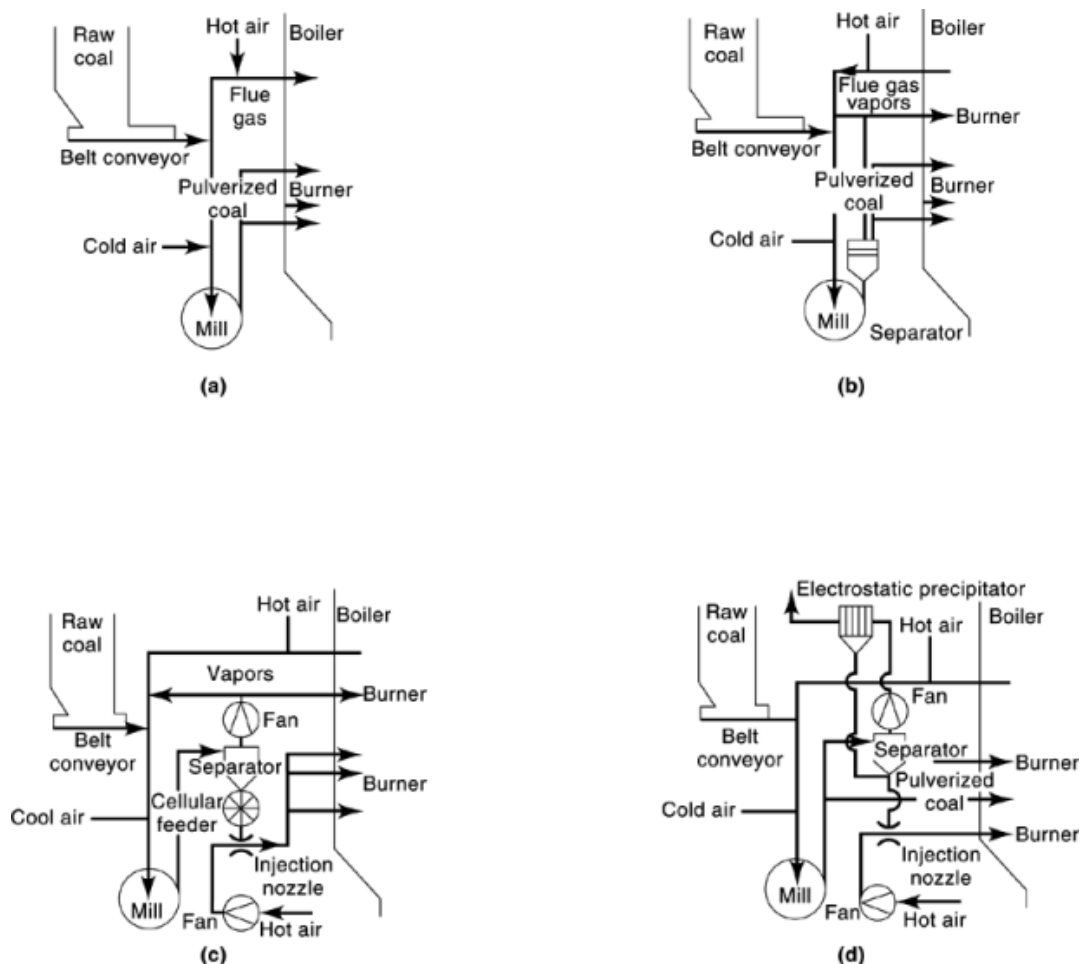 Hot air
Raw
coal
Boiler
Flue
gas
Belt conveyor
Pulverized
coal
Burner
Cold air
Mill
(a)
Raw
coal
Hot air
Boiler
Flue gas
vapors
Burner
Belt conveyor
Pulverized
coal
Burner
Cold air
Mill
Separator
(b)
Hot air
Boiler
Raw
coal
Vapors
Burner
Fan
Belt
conveyor
Separator
Burner
Cellular
feeder
Cool air
Injection
nozzle
Mill
Fan
Hot air
(c)
Electrostatic precipitator
Raw
coal
Hot air
Boiler
Fan
Belt
conveyor
Separator
Burner
Pulverized
coal
Cold air
Burner
Injection
nozzle
Mill
Fan
Hot air
(d)